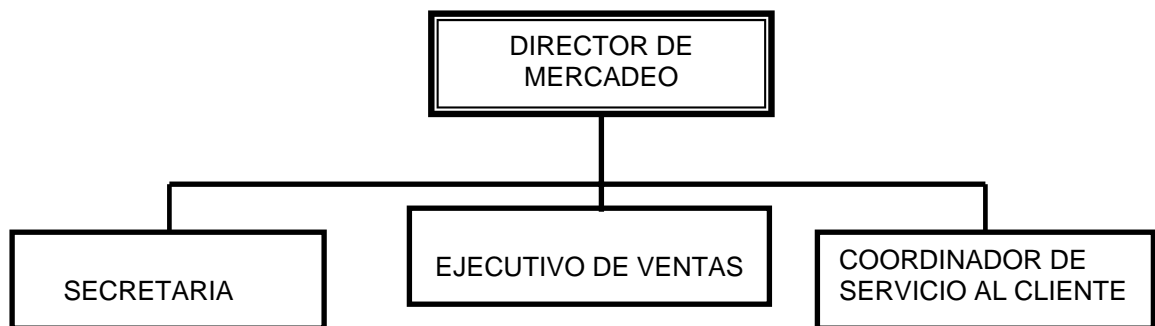 DIRECTOR DE
MERCADEO
SECRETARIA
EJECUTIVO DE VENTAS
COORDINADOR DE
SERVICIO AL CLIENTE